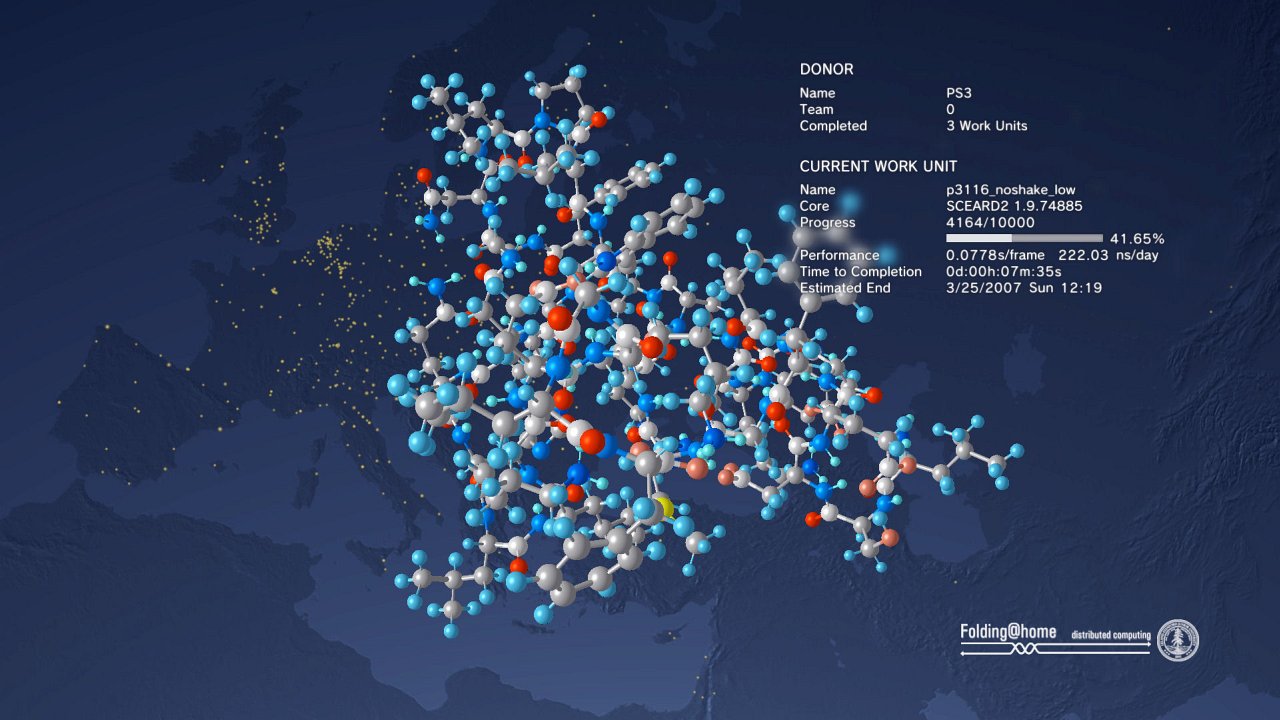 DONOR
Name PS3
Team 0
Completed 3 Work Units
CURRENT WORK UNIT
Name p3116_noshake_low
Core SCEARD2 1.9.74885
Progress 4164/10000
41.65%
Performance 0.0778s/frame 222.03 ns/day
Time to Completion 0d:00h:07m:35s
Estimated End 3/25/2007 Sun 12:19
Folding@home distributed computing